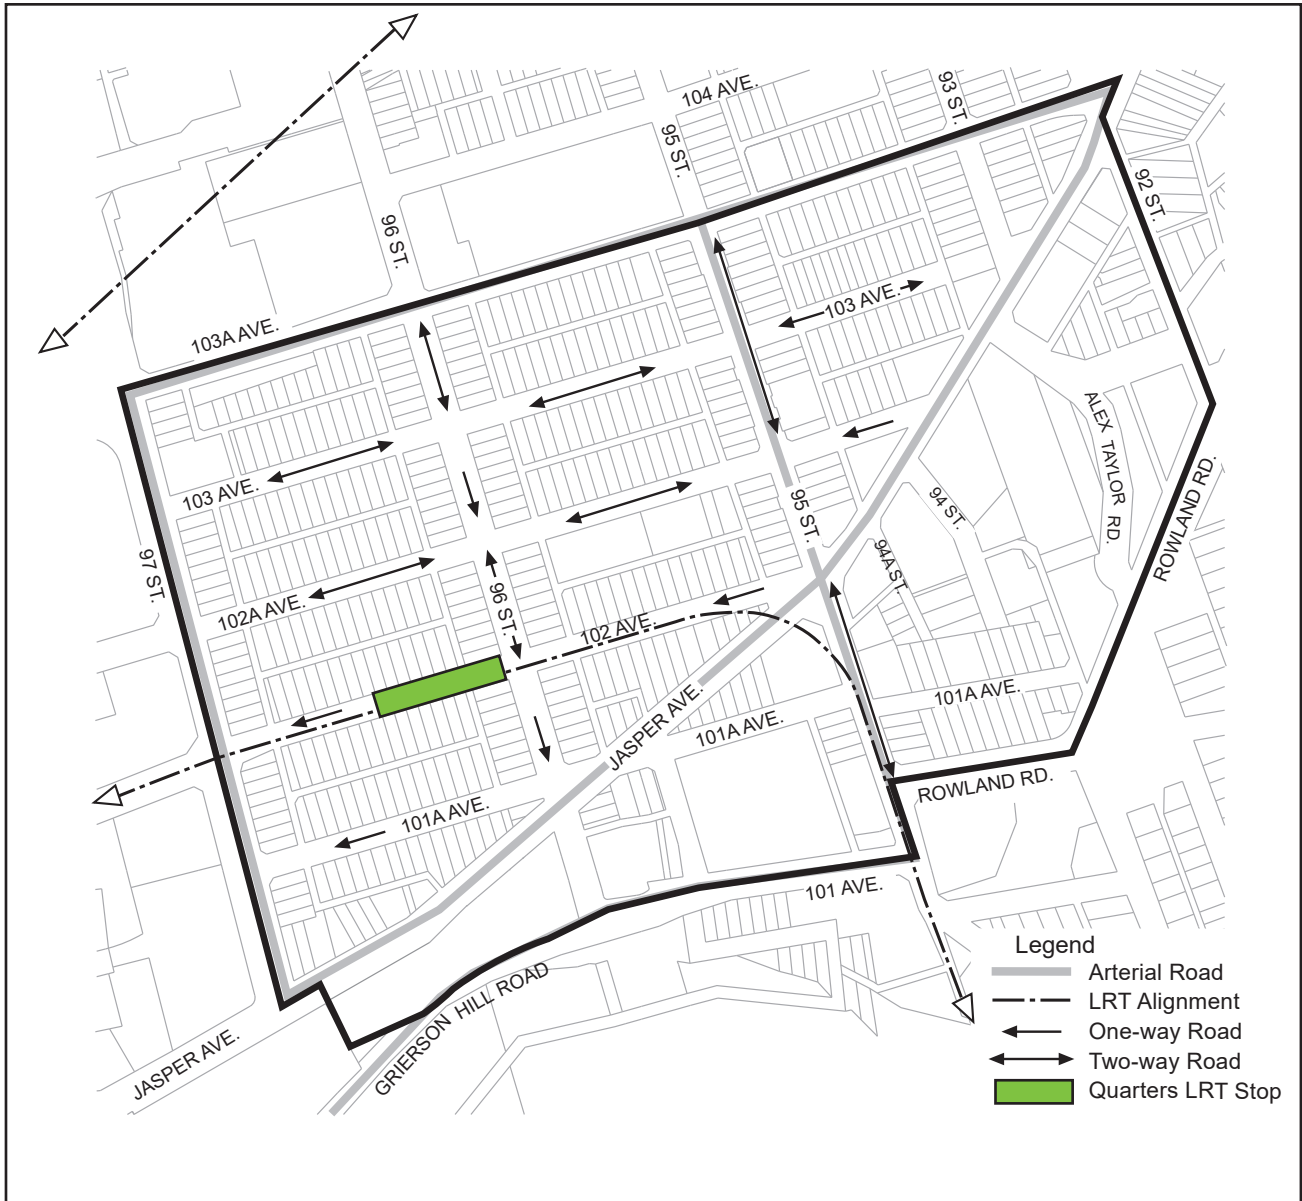 104 AVE.
93 ST.
95 ST.
92 ST.
96 ST.
103A AVE.
103 AVE.
ALEX TAYLOR RD.
103 AVE.
95 ST.
94 ST.
ROWLAND RD.
97 ST.
94A ST.
102A AVE.
96 ST.
102 AVE.
101A AVE.
JASPER AVE.
101A AVE.
ROWLAND RD.
101A AVE.
101 AVE.
GRIERSON HILL ROAD
JASPER AVE.
Legend
Arterial Road
LRT Alignment
One-way Road
Two-way Road
Quarters LRT Stop